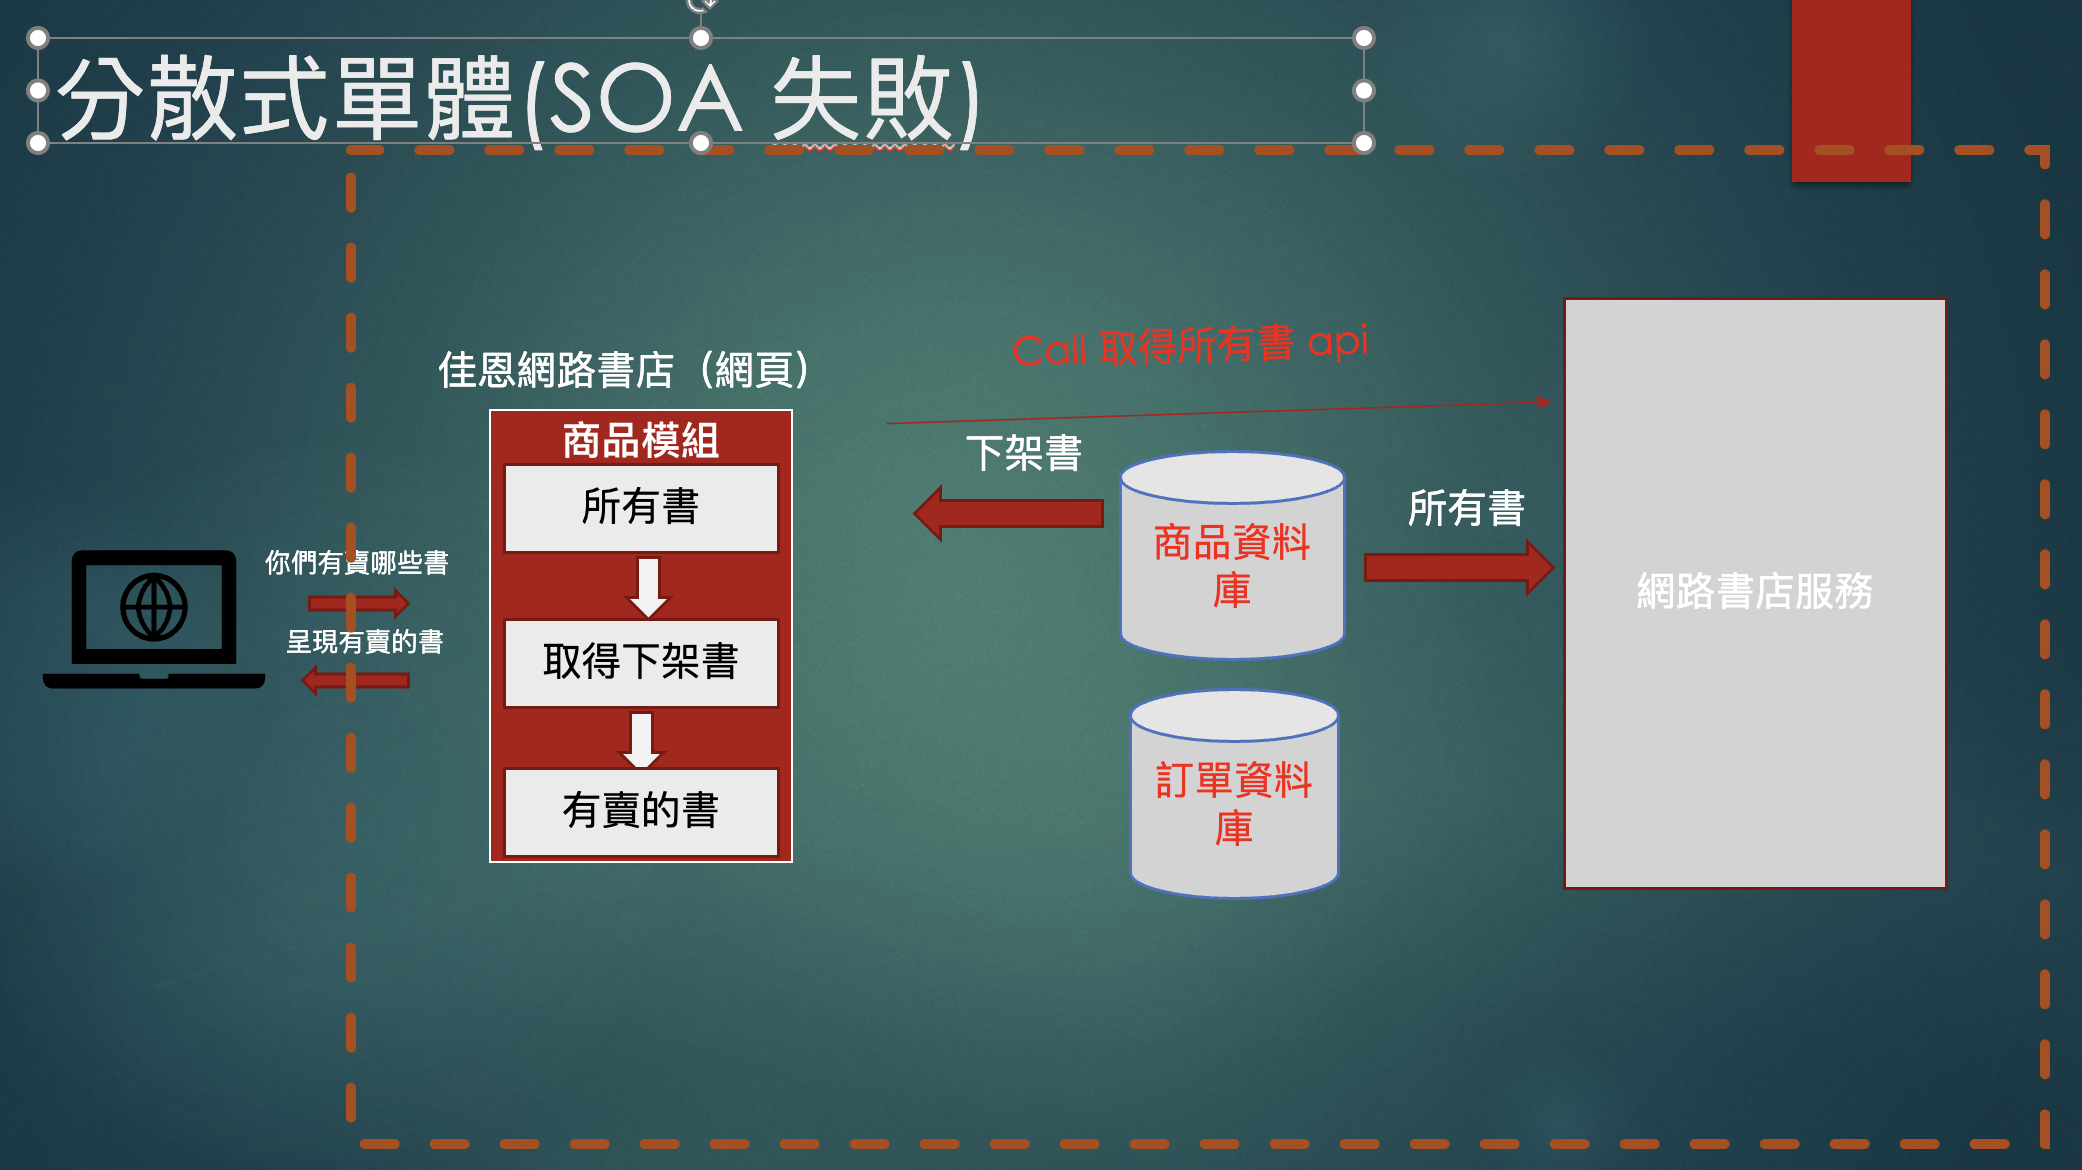 分散式單體(SOA 失敗)
Call 取得所有書 api
佳恩網路書店（網頁）
商品模組
所有書
取得下架書
有賣的書
你們有賣哪些書
呈現有賣的書
下架書
商品資料
庫
所有書
訂單資料
庫
網路書店服務